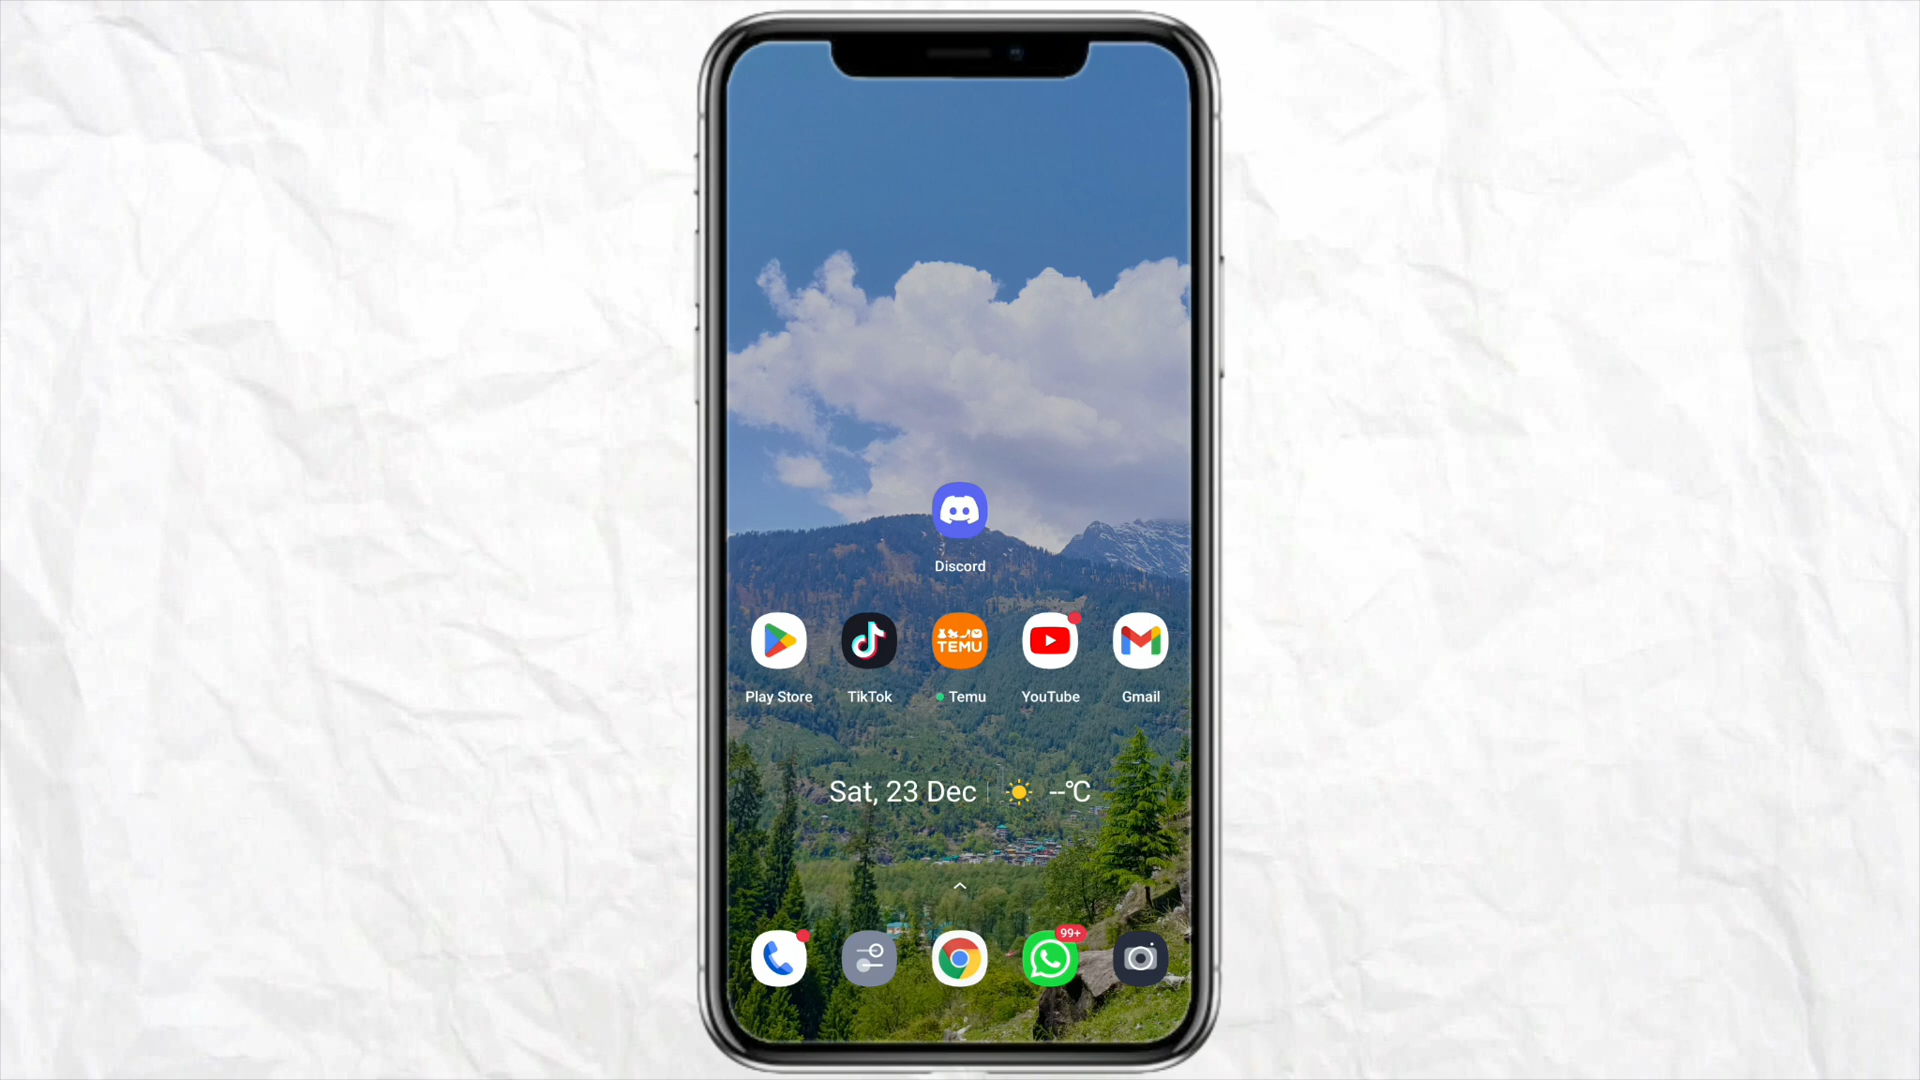 Discord
TEMU
Play Store
TikTok
Temu
YouTube
Gmail
Sat, 23 Dec
--°C
99+